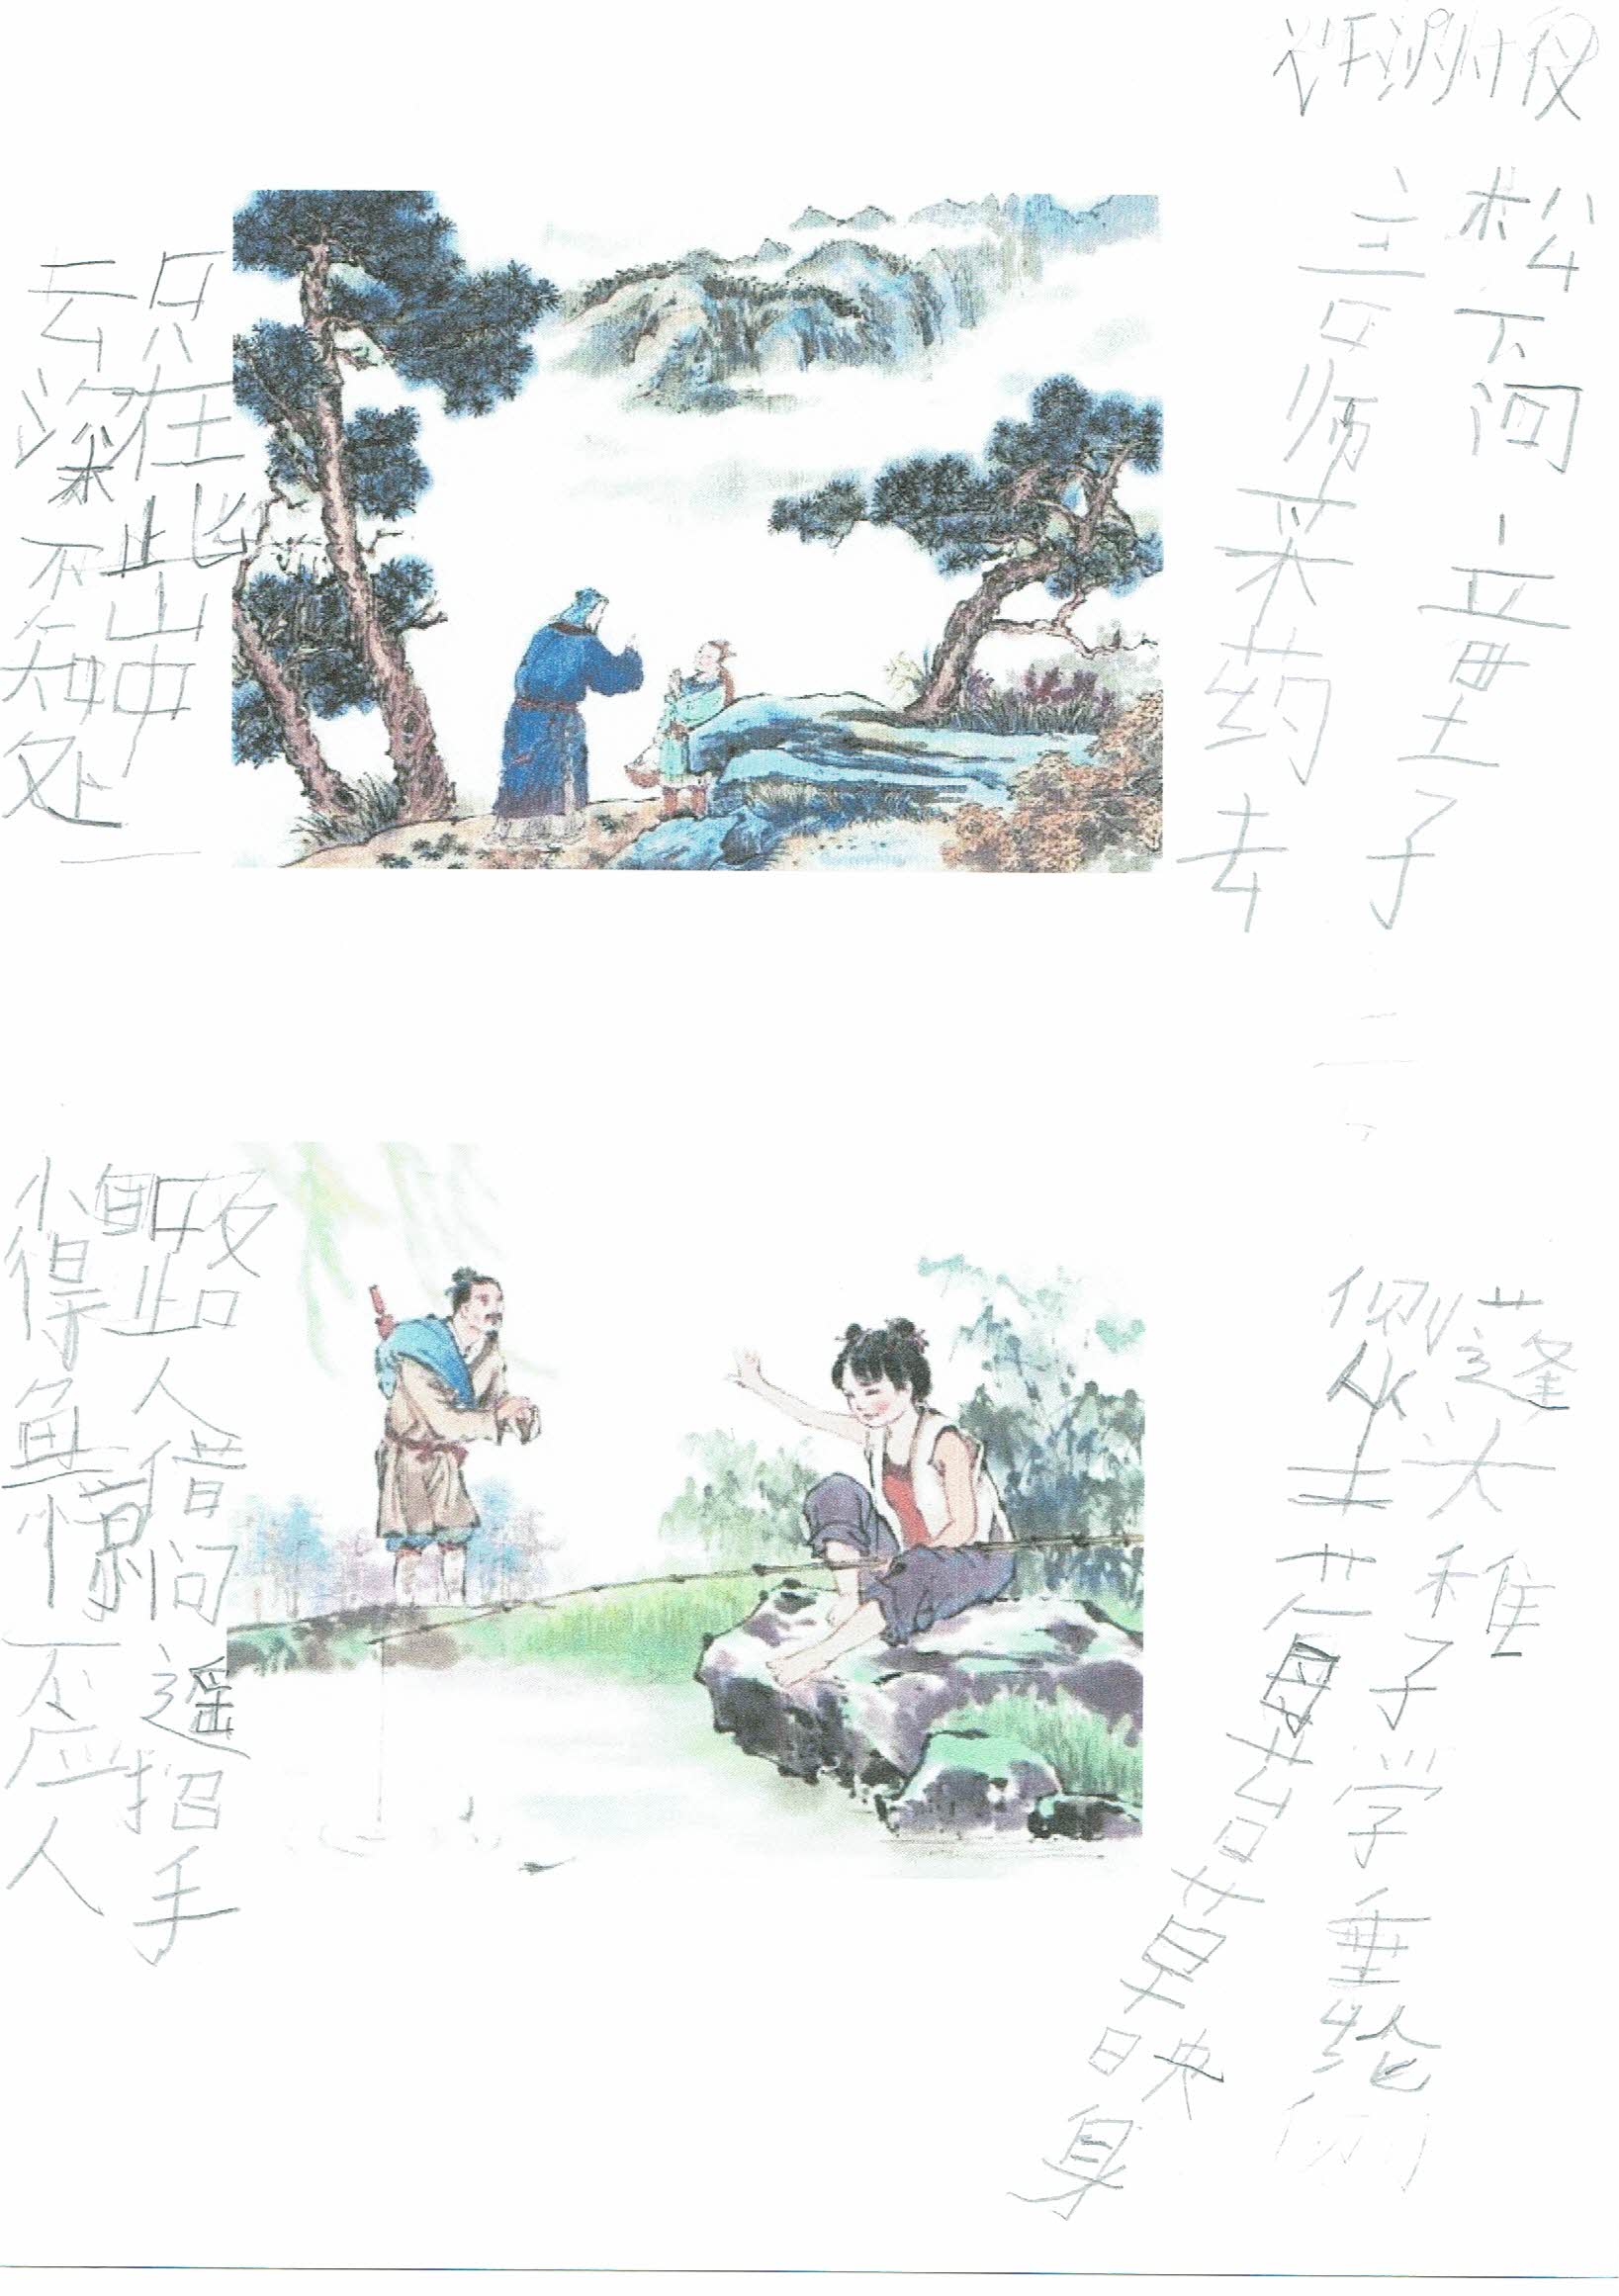 松下问童子
言师采药去
只在此山中
云深不知处
蓬头稚子学垂纶
侧坐莓苔草映身
路人借问遥招手
怕得鱼惊不应人